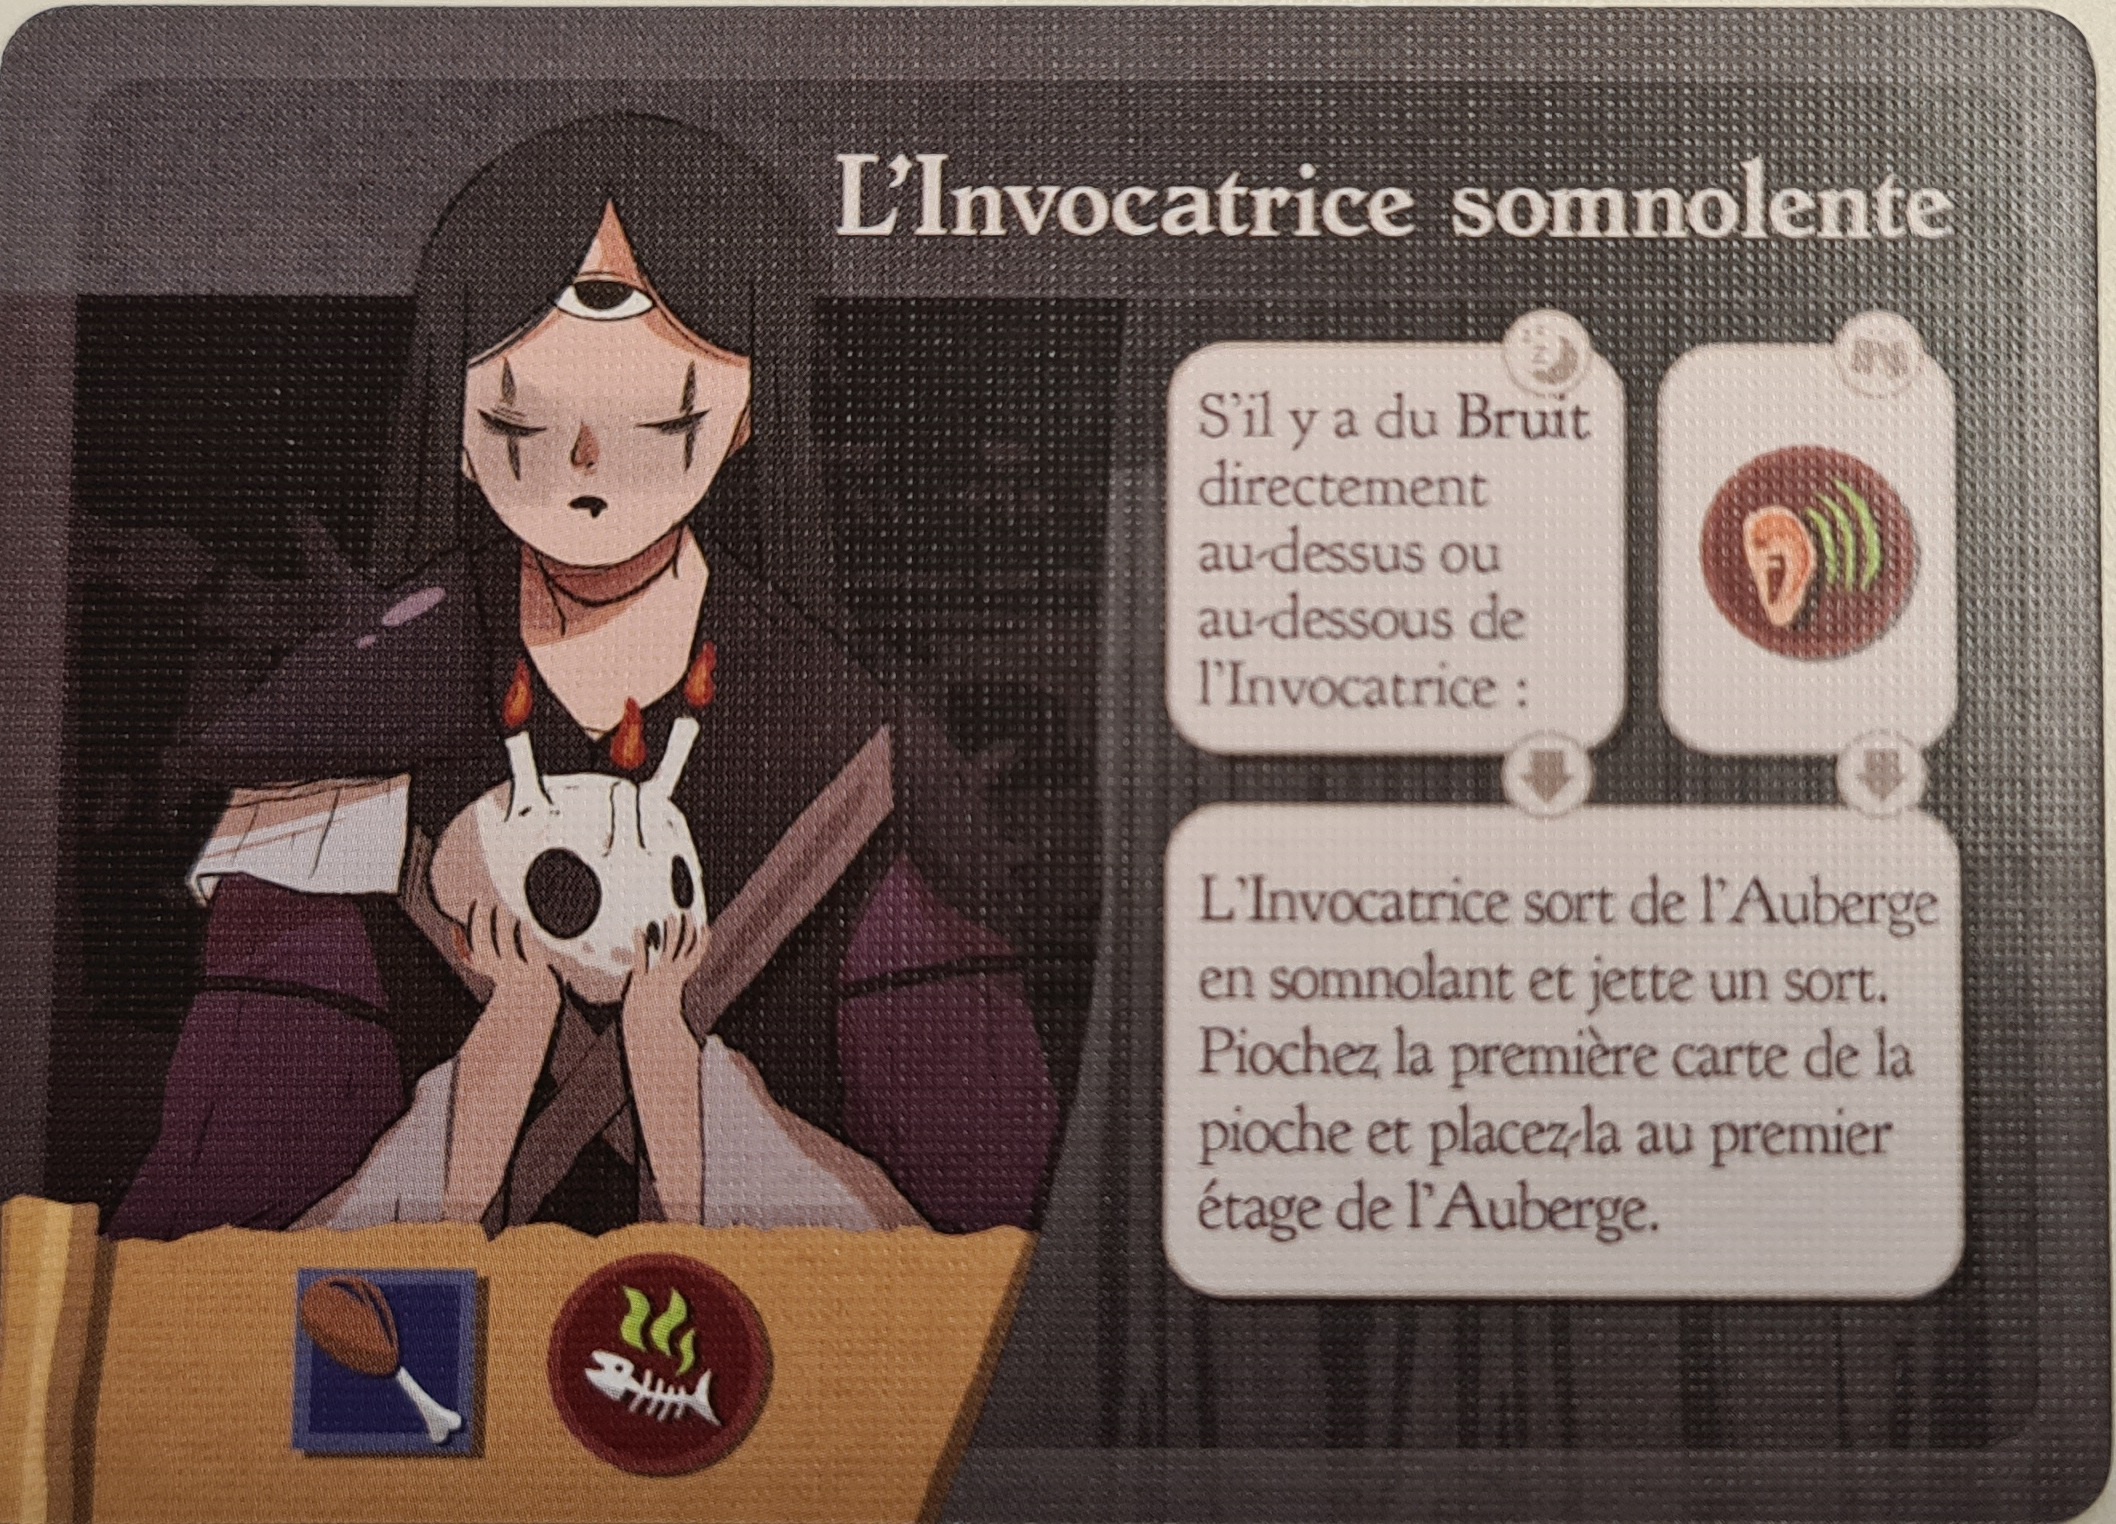 L'Invocatrice somnolente
S'il y a du Bruit
directement
au-dessus ou
au-dessous de
l'Invocatrice :
L'Invocatrice sort de l'Auberge
en somnolant et jette un sort.
Piochez la première carte de la
pioche et placez-la au premier
étage de l'Auberge.